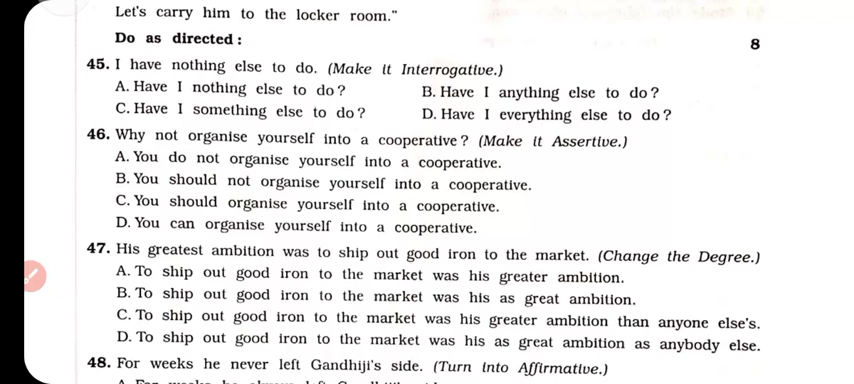 Let's carry him to the locker room."
Do as directed : 8
45. I have nothing else to do. (Make it Interrogative.)
A. Have I nothing else to do? B. Have I anything else to do?
C. Have I something else to do? D. Have I everything else to do?
46. Why not organise yourself into a cooperative? (Make it Assertive.)
A. You do not organise yourself into a cooperative.
B. You should not organise yourself into a cooperative.
C. You should organise yourself into a cooperative.
D. You can organise yourself into a cooperative.
47. His greatest ambition was to ship out good iron to the market. (Change the Degree.)
A. To ship out good iron to the market was his greater ambition.
B. To ship out good iron to the market was his as great ambition.
C. To ship out good iron to the market was his greater ambition than anyone else's.
D. To ship out good iron to the market was his as great ambition as anybody else.
48. For weeks he never left Gandhiji's side. (Turn into Affirmative.)